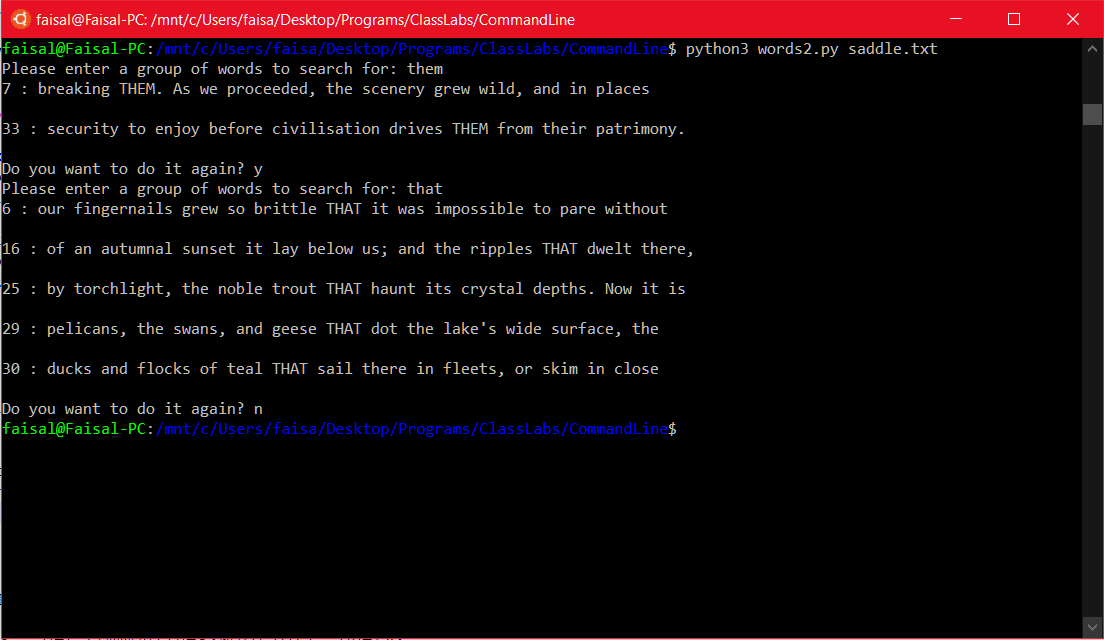 faisal@Faisal-PC: /mnt/c/Users/faisa/Desktop/Programs/ClassLabs/CommandLine
faisal@Faisal-PC:/mnt/c/Users/faisa/Desktop/Programs/ClassLabs/CommandLine$ python3 words2.py saddle.txt
Please enter a group of words to search for: them
7 : breaking THEM. As we proceeded, the scenery grew wild, and in places
33 : security to enjoy before civilisation drives THEM from their patrimony.
Do you want to do it again? y
Please enter a group of words to search for: that
6 : our fingernails grew so brittle THAT it was impossible to pare without
16 : of an autumnal sunset it lay below us; and the ripples THAT dwelt there,
25 : by torchlight, the noble trout THAT haunt its crystal depths. Now it is
29 : pelicans, the swans, and geese THAT dot the lake's wide surface, the
30 : ducks and flocks of teal THAT sail there in fleets, or skim in close
Do you want to do it again? n
faisal@Faisal-PC:/mnt/c/Users/faisa/Desktop/Programs/ClassLabs/CommandLine$